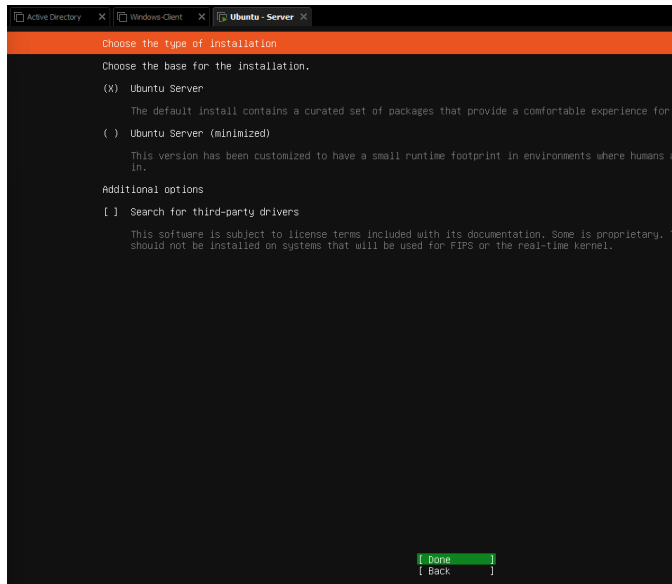 Active Directory
Windows-Client
Ubuntu - Server
Choose the type of installation
Choose the base for the installation.
(X) Ubuntu Server
The default install contains a curated set of packages that provide a comfortable experience for
( ) Ubuntu Server (minimized)
This version has been customized to have a small runtime footprint in environments where humans
in.
Additional options
[ ] Search for third-party drivers
This software is subject to license terms included with its documentation. Some is proprietary.
should not be installed on systems that will be used for FIPS or the real-time kernel.
[ Done ]
[ Back ]